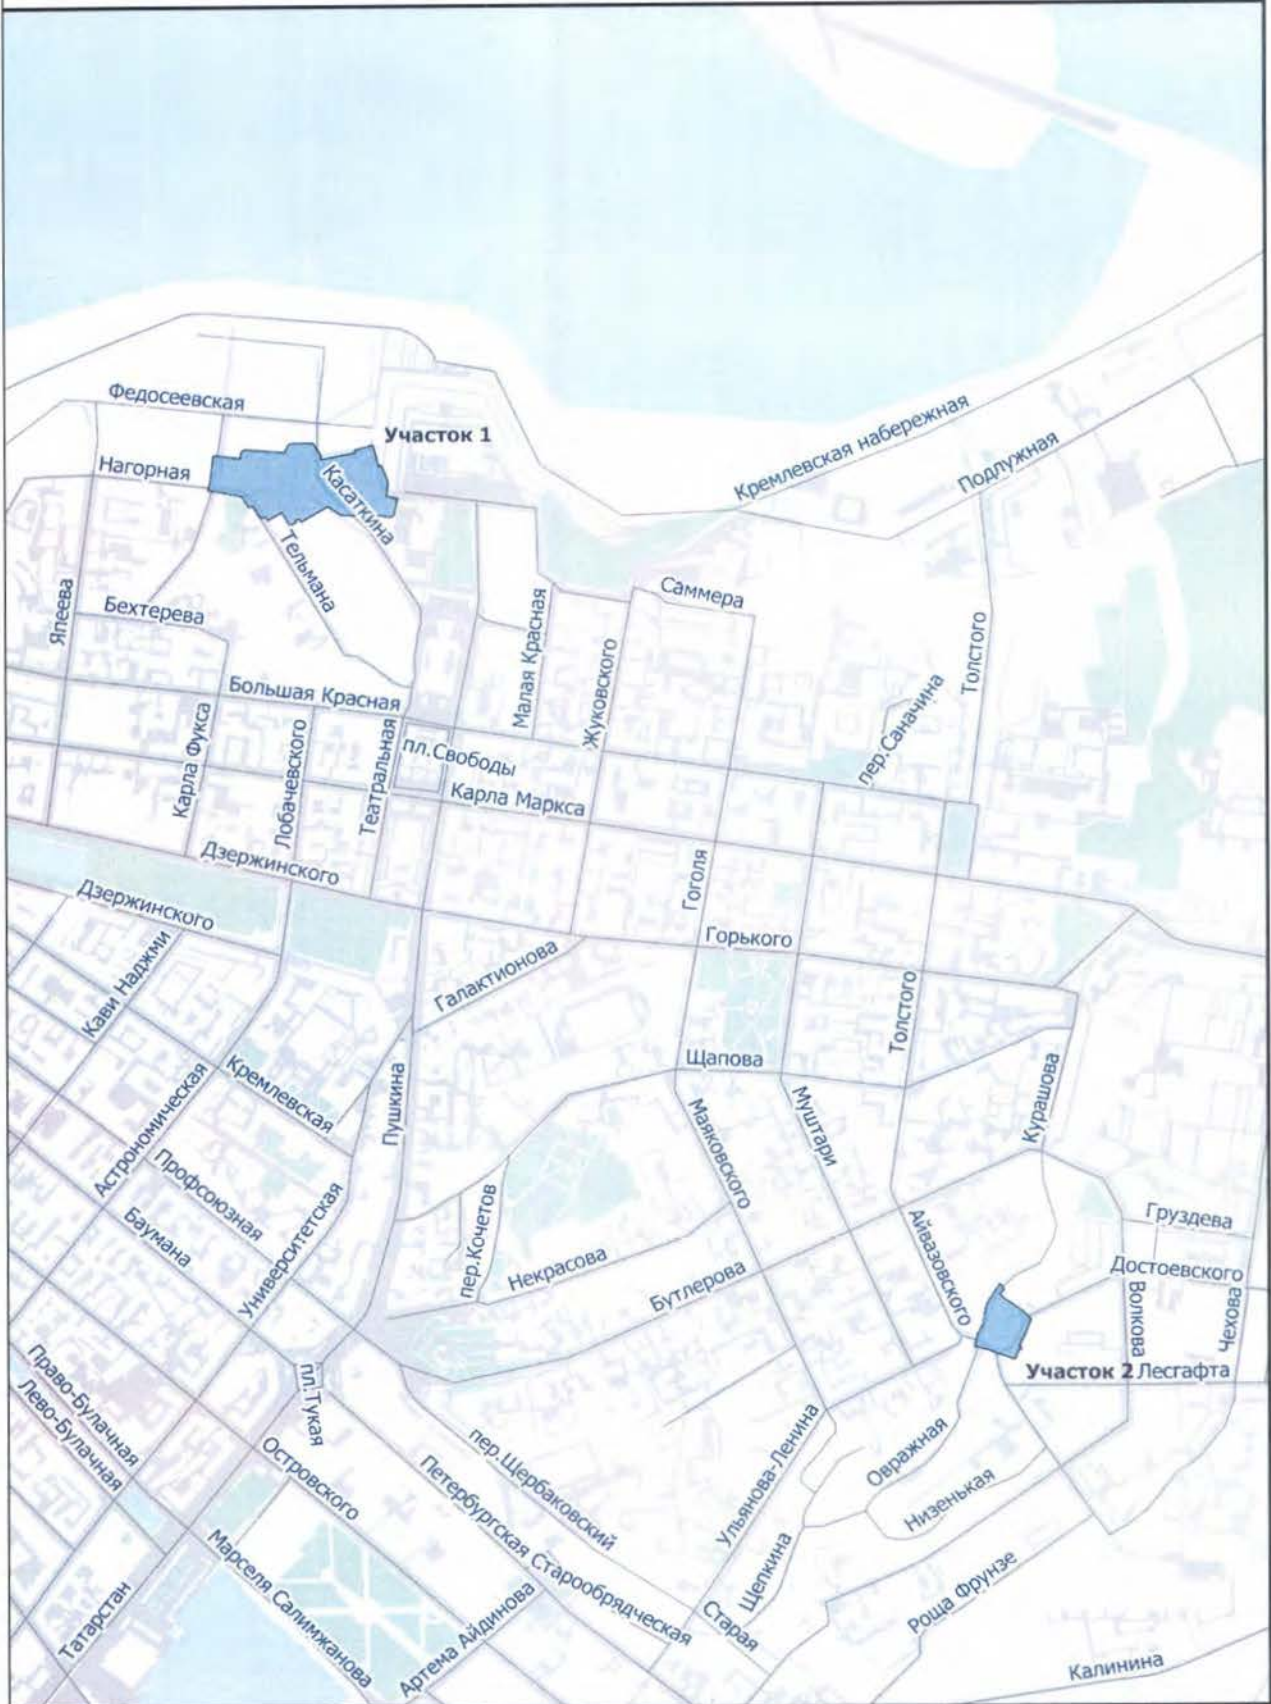 Федосеевская
Участок 1
Кремлевская набережная
Подлужная
Нагорная
Касаткина
Тельмана
Япеева
Бехтерева
Саммера
Малая Красная
Жуковского
Толстого
пер.Саначина
Большая Красная
Карла Фукса
Лобачевского
Театральная
пл.Свободы
Карла Маркса
Дзержинского
Гоголя
Дзержинского
Горького
Кави Наджми
Галактионова
Толстого
Щапова
Кремлевская
Пушкина
Курашова
Астрономическая
Маяковского
Муштари
Профсоюзная
Баумана
Университетская
пер.Кочетов
Айвазовского
Груздева
Некрасова
Бутлерова
Достоевского
Волкова
Чехова
Участок 2
Лесгафта
Право-Булачная
Лево-Булачная
пл.Тукая
Островского
пер.Щербаковский
Петербургская
Старообрядческая
Ульянова-Ленина
Овражная
Низенькая
Щепкина
Старая
Роща Фрунзе
Марселя Салимжанова
Артема Айдинова
Татарстан
Калинина